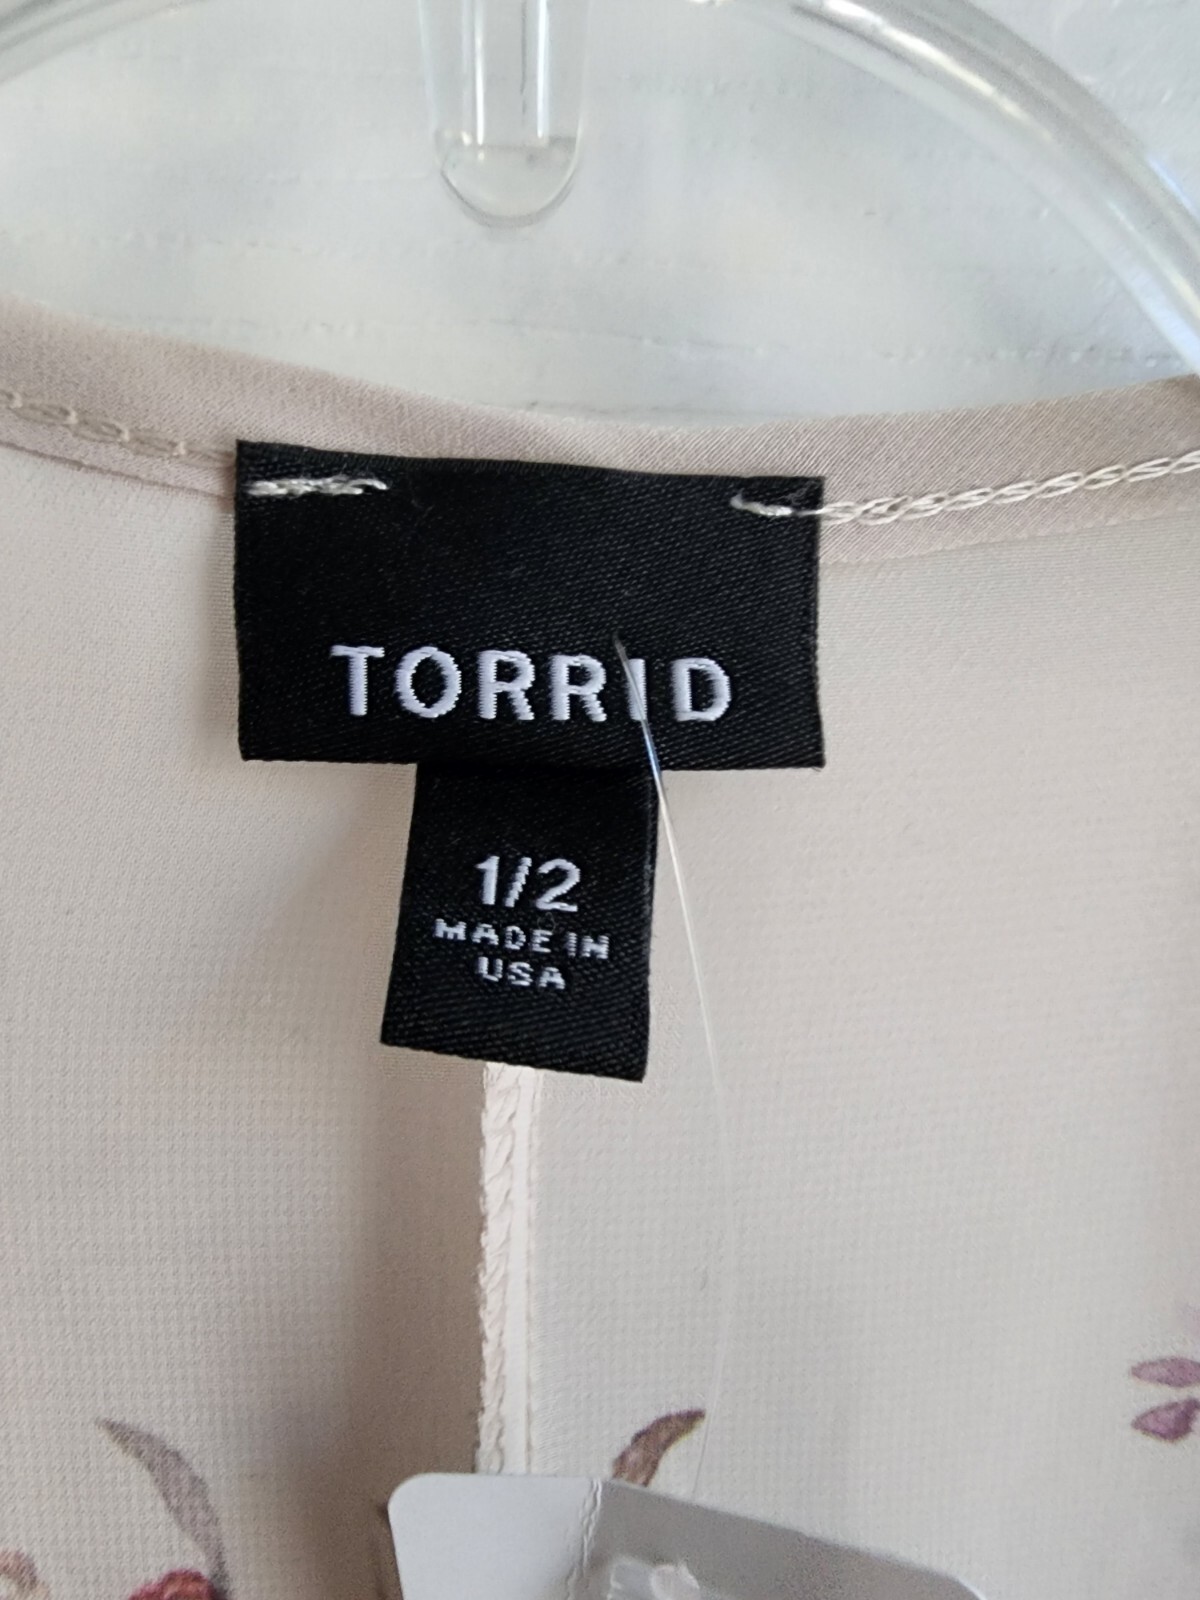 TORRID
1/2
MADE IN
USA